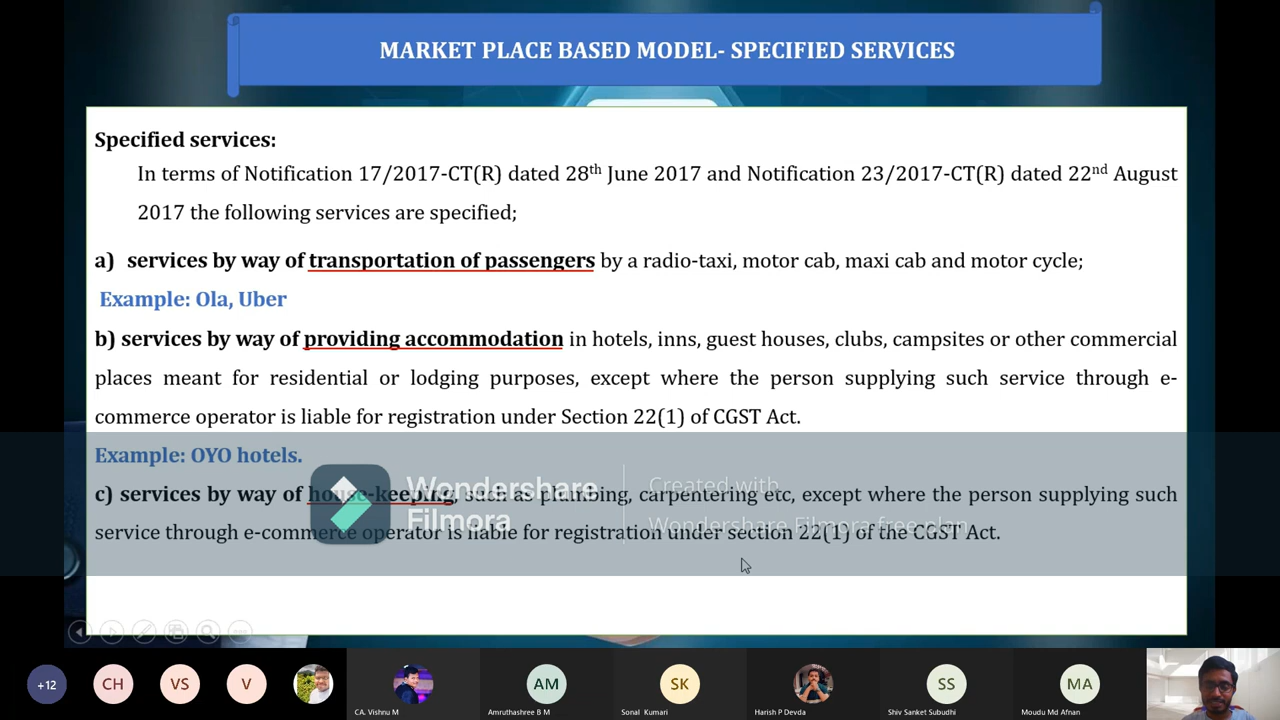 MARKET PLACE BASED MODEL- SPECIFIED SERVICES
Specified services:
In terms of Notification 17/2017-CT(R) dated 28th June 2017 and Notification 23/2017-CT(R) dated 22nd August
2017 the following services are specified;
a) services by way of transportation of passengers by a radio-taxi, motor cab, maxi cab and motor cycle;
Example: Ola, Uber
b) services by way of providing accommodation in hotels, inns, guest houses, clubs, campsites or other commercial
places meant for residential or lodging purposes, except where the person supplying such service through e-
commerce operator is liable for registration under Section 22(1) of CGST Act.
Example: OYO hotels.
c) services by way of house-keeping, such as plumbing, carpentering etc, except where the person supplying such
service through e-commerce operator is liable for registration under section 22(1) of the CGST Act.
Wondershare
Filmora
Created with
Wondershare Filmora free plan
+12
CH
VS
V
CA. Vishnu M
AM
Amruthashree B M
SK
Sonal Kumari
Harish P Devda
SS
Shiv Sanket Subudhi
MA
Moudu Md Afnan